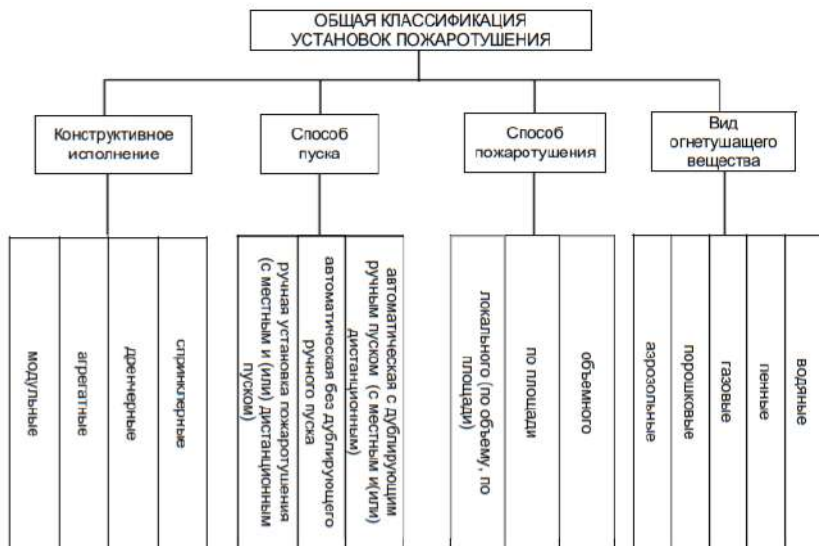 ОБЩАЯ КЛАССИФИКАЦИЯ
УСТАНОВОК ПОЖАРОТУШЕНИЯ
Конструктивное
исполнение
Способ
пуска
Способ
пожаротушения
Вид
огнетушащего
вещества
модульные
агрегатные
дренчерные
спринклерные
ручная установка пожаротушения
(с местным и (или) дистанционным
пуском)
автоматическая без дублирующего
ручного пуска
автоматическая с дублирующим
ручным пуском (с местным и(или)
дистанционным)
локального (по объему, по
площади)
по площади
объемного
аэрозольные
порошковые
газовые
пенные
водяные